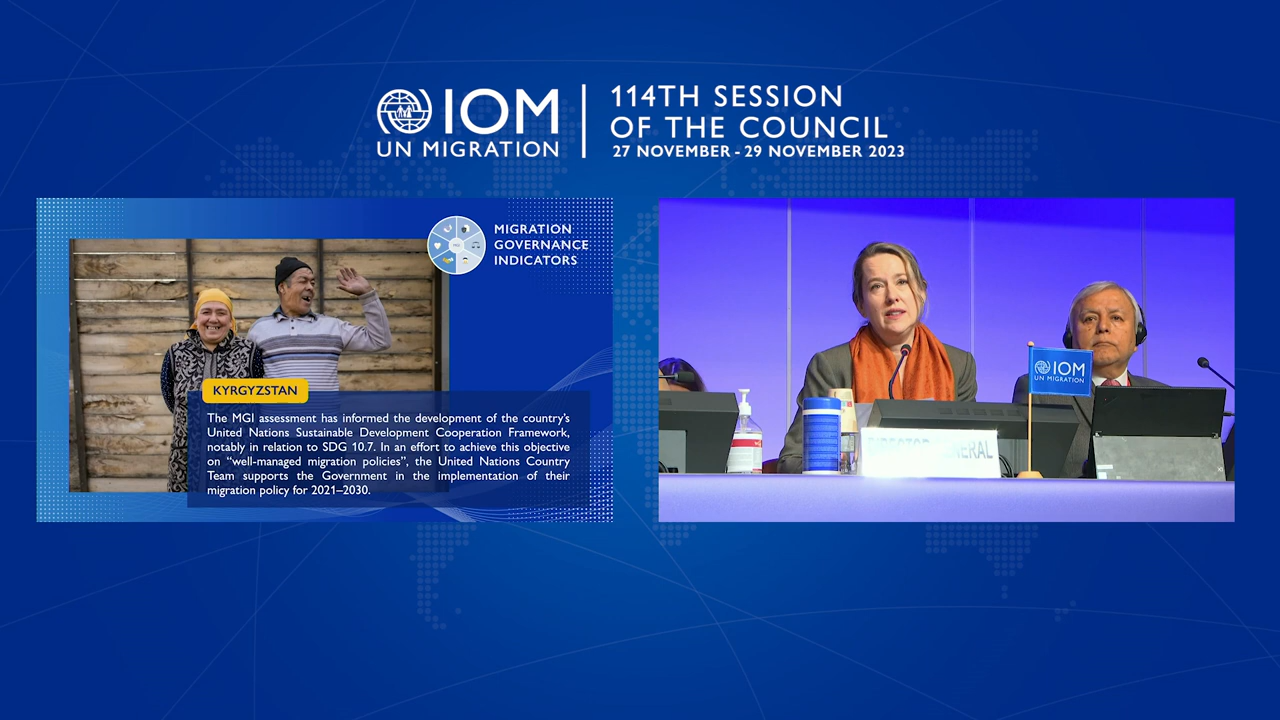 IOM
UN MIGRATION
114TH SESSION
OF THE COUNCIL
27 NOVEMBER - 29 NOVEMBER 2023
MIGRATION
GOVERNANCE
INDICATORS
KYRGYZSTAN
The MGI assessment has informed the development of the country's
United Nations Sustainable Development Cooperation Framework,
notably in relation to SDG 10.7. In an effort to achieve this objective
on “well-managed migration policies”, the United Nations Country
Team supports the Government in the implementation of their
migration policy for 2021–2030.
DIRECTOR GENERAL
IOM
UN MIGRATION